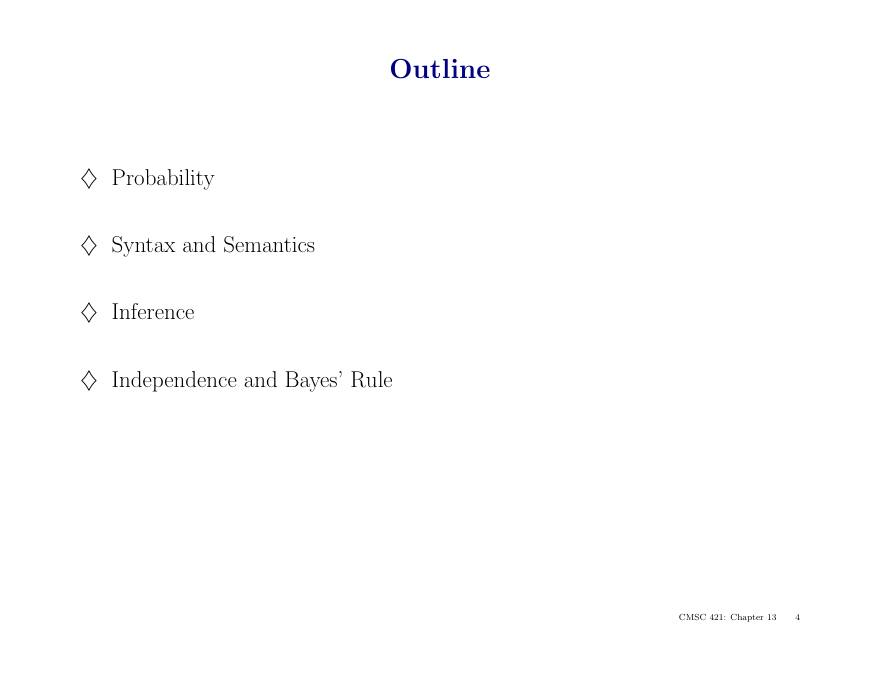 Outline
♢ Probability
♢ Syntax and Semantics
♢ Inference
♢ Independence and Bayes’ Rule
CMSC 421: Chapter 13 4